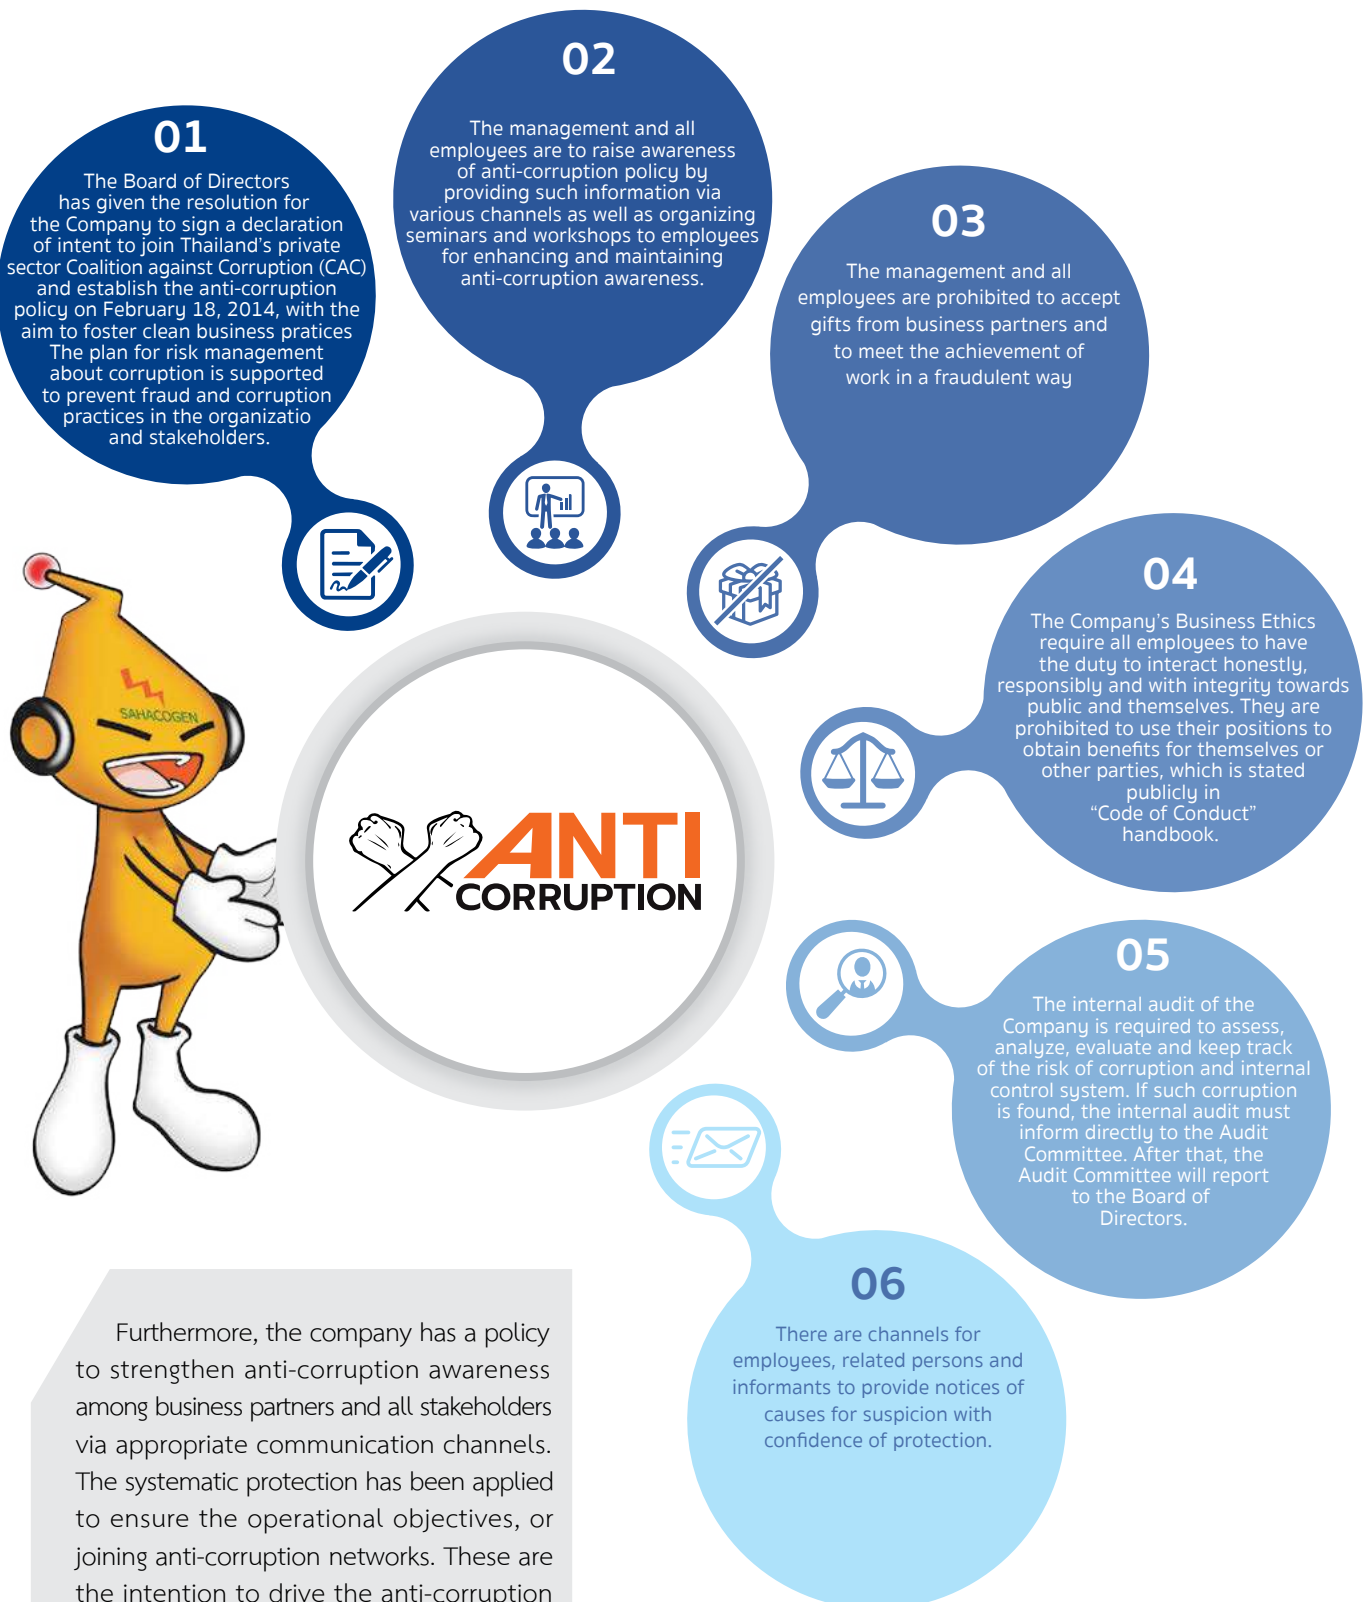 01
The Board of Directors
has given the resolution for
the Company to sign a declaration
of intent to join Thailand's private
sector Coalition against Corruption (CAC)
and establish the anti-corruption
policy on February 18, 2014, with the
aim to foster clean business pratices
The plan for risk management
about corruption is supported
to prevent fraud and corruption
practices in the organizatio
and stakeholders.
02
The management and all
employees are to raise awareness
of anti-corruption policy by
providing such information via
various channels as well as organizing
seminars and workshops to employees
for enhancing and maintaining
anti-corruption awareness.
03
The management and all
employees are prohibited to accept
gifts from business partners and
to meet the achievement of
work in a fraudulent way
04
The Company's Business Ethics
require all employees to have
the duty to interact honestly,
responsibly and with integrity towards
public and themselves. They are
prohibited to use their positions to
obtain benefits for themselves or
other parties, which is stated
publicly in
“Code of Conduct”
handbook.
SAHACOGEN
ANTI
CORRUPTION
05
The internal audit of the
Company is required to assess,
analyze, evaluate and keep track
of the risk of corruption and internal
control system. If such corruption
is found, the internal audit must
inform directly to the Audit
Committee. After that, the
Audit Committee will report
to the Board of
Directors.
06
There are channels for
employees, related persons and
informants to provide notices of
causes for suspicion with
confidence of protection.
Furthermore, the company has a policy
to strengthen anti-corruption awareness
among business partners and all stakeholders
via appropriate communication channels.
The systematic protection has been applied
to ensure the operational objectives, or
joining anti-corruption networks. These are
the intention to drive the anti-corruption